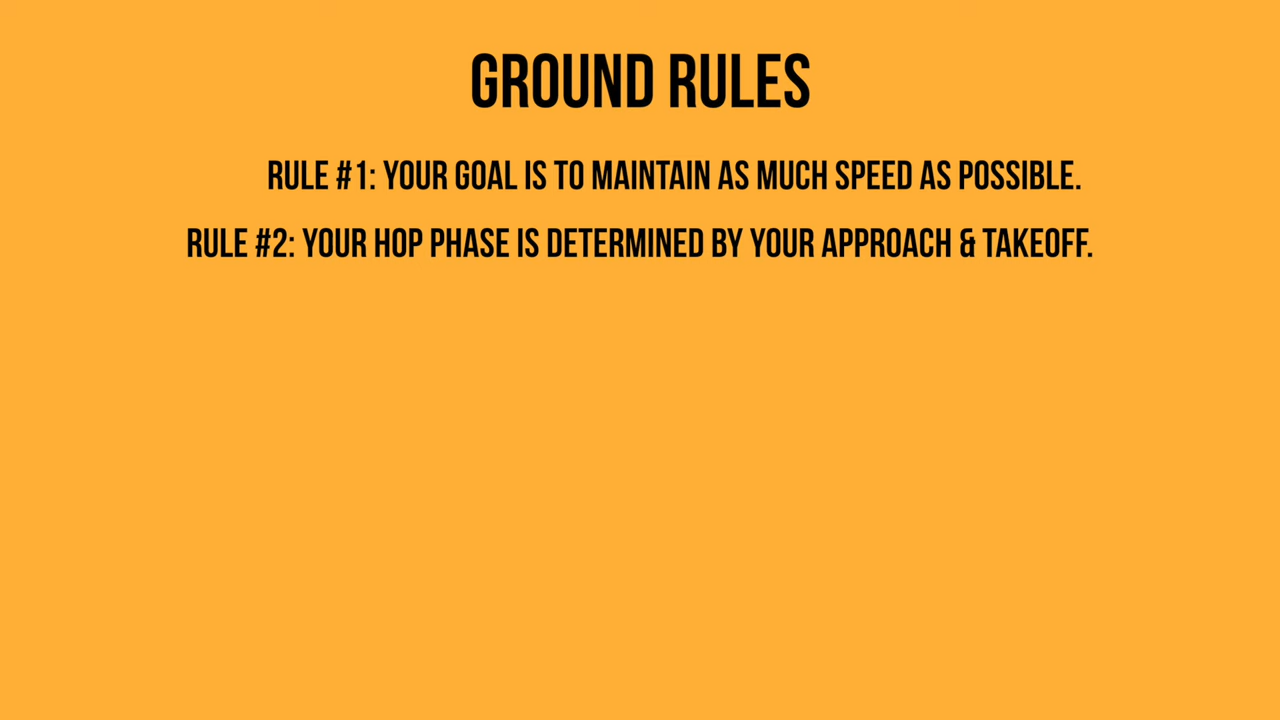 GROUND RULES
RULE #1: YOUR GOAL IS TO MAINTAIN AS MUCH SPEED AS POSSIBLE.
RULE #2: YOUR HOP PHASE IS DETERMINED BY YOUR APPROACH & TAKEOFF.